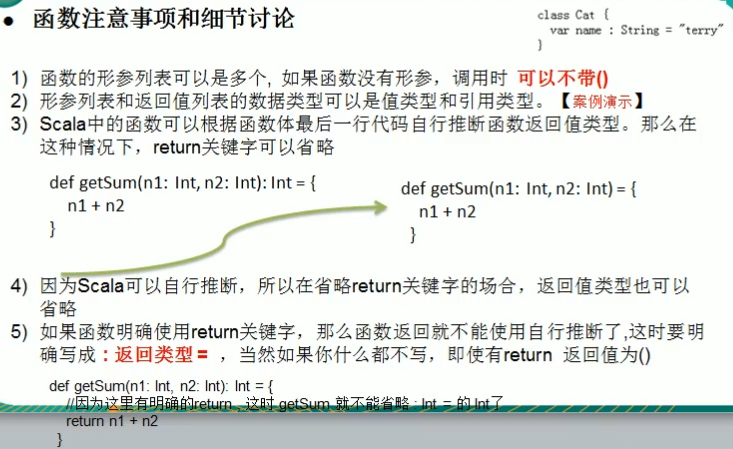 ● 函数注意事项和细节讨论
class Cat {
var name : String = "terry"
}
1) 函数的形参列表可以是多个, 如果函数没有形参，调用时 可以不带()
2) 形参列表和返回值列表的数据类型可以是值类型和引用类型。【案例演示】
3) Scala中的函数可以根据函数体最后一行代码自行推断函数返回值类型。那么在
这种情况下，return关键字可以省略
def getSum(n1: Int, n2: Int): Int = {
n1 + n2
}
def getSum(n1: Int, n2: Int) = {
n1 + n2
}
4) 因为Scala可以自行推断，所以在省略return关键字的场合，返回值类型也可以
省略
5) 如果函数明确使用return关键字，那么函数返回就不能使用自行推断了,这时要明
确写成 : 返回类型 = ，当然如果你什么都不写，即使有return 返回值为()
def getSum(n1: Int, n2: Int): Int = {
//因为这里有明确的return , 这时 getSum 就不能省略 : Int = 的 Int了
return n1 + n2
}